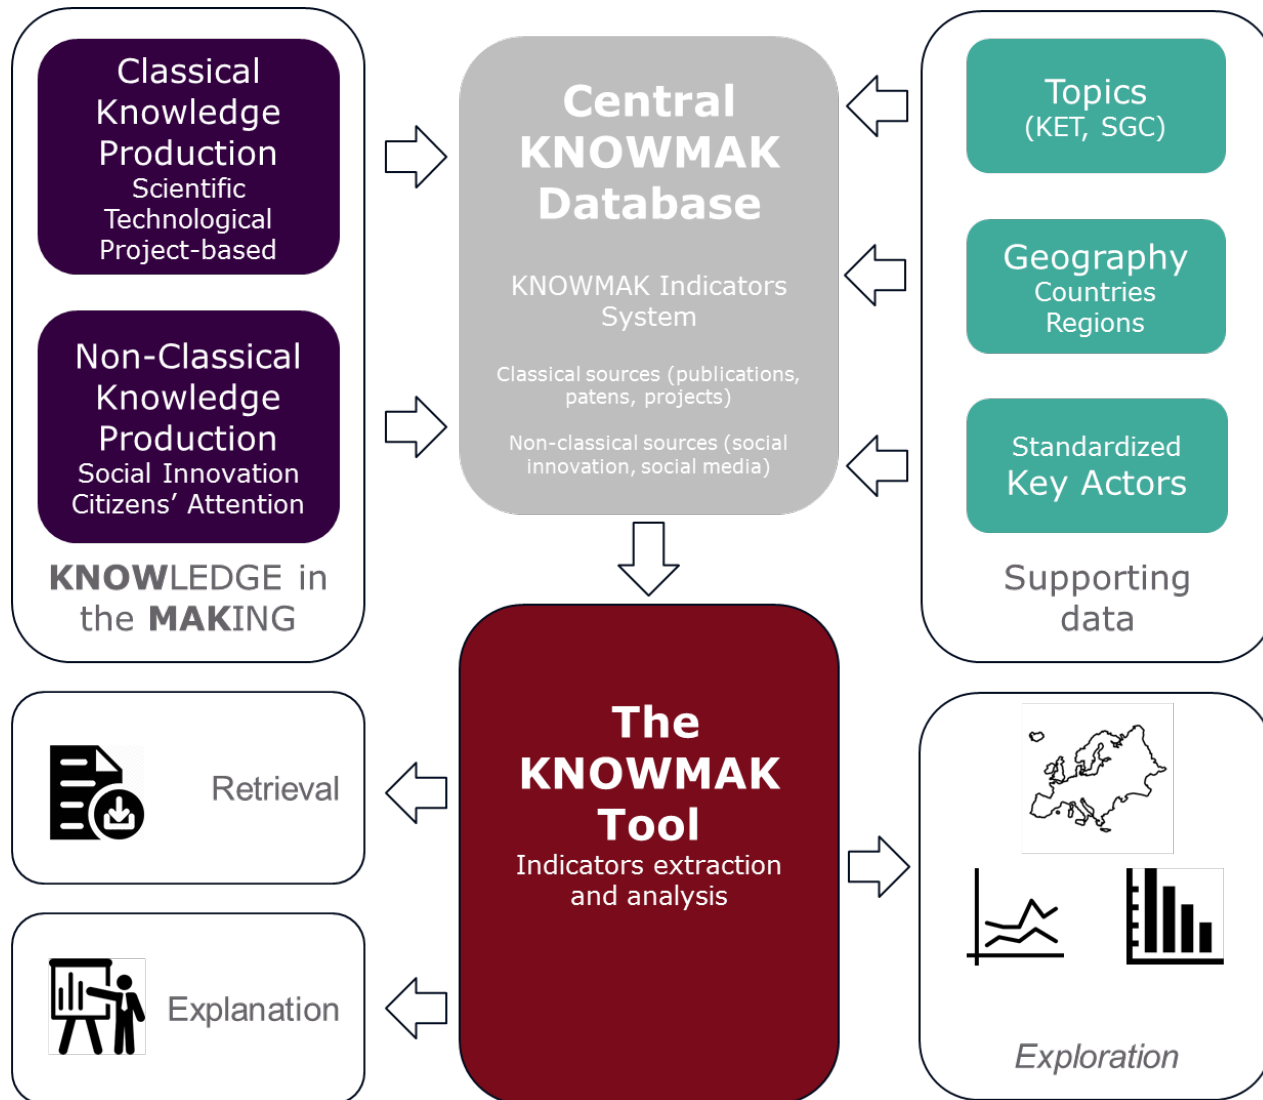 Classical
Knowledge
Production
Scientific
Technological
Project-based
Non-Classical
Knowledge
Production
Social Innovation
Citizens’ Attention
KNOWLEDGE in
the MAKING
Central
KNOWMAK
Database
KNOWMAK Indicators
System
Classical sources (publications,
patens, projects)
Non-classical sources (social
innovation, social media)
Topics
(KET, SGC)
Geography
Countries
Regions
Standardized
Key Actors
Supporting
data
Retrieval
Explanation
The
KNOWMAK
Tool
Indicators extraction
and analysis
Exploration